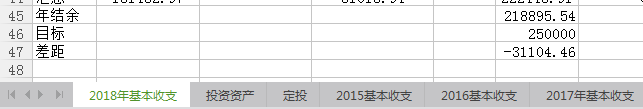 45 年结余 218895.54
46 目标 250000
47 差距 -31104.46
48
2018年基本收支 投资资产 定投 2015基本收支 2016基本收支 2017年基本收支